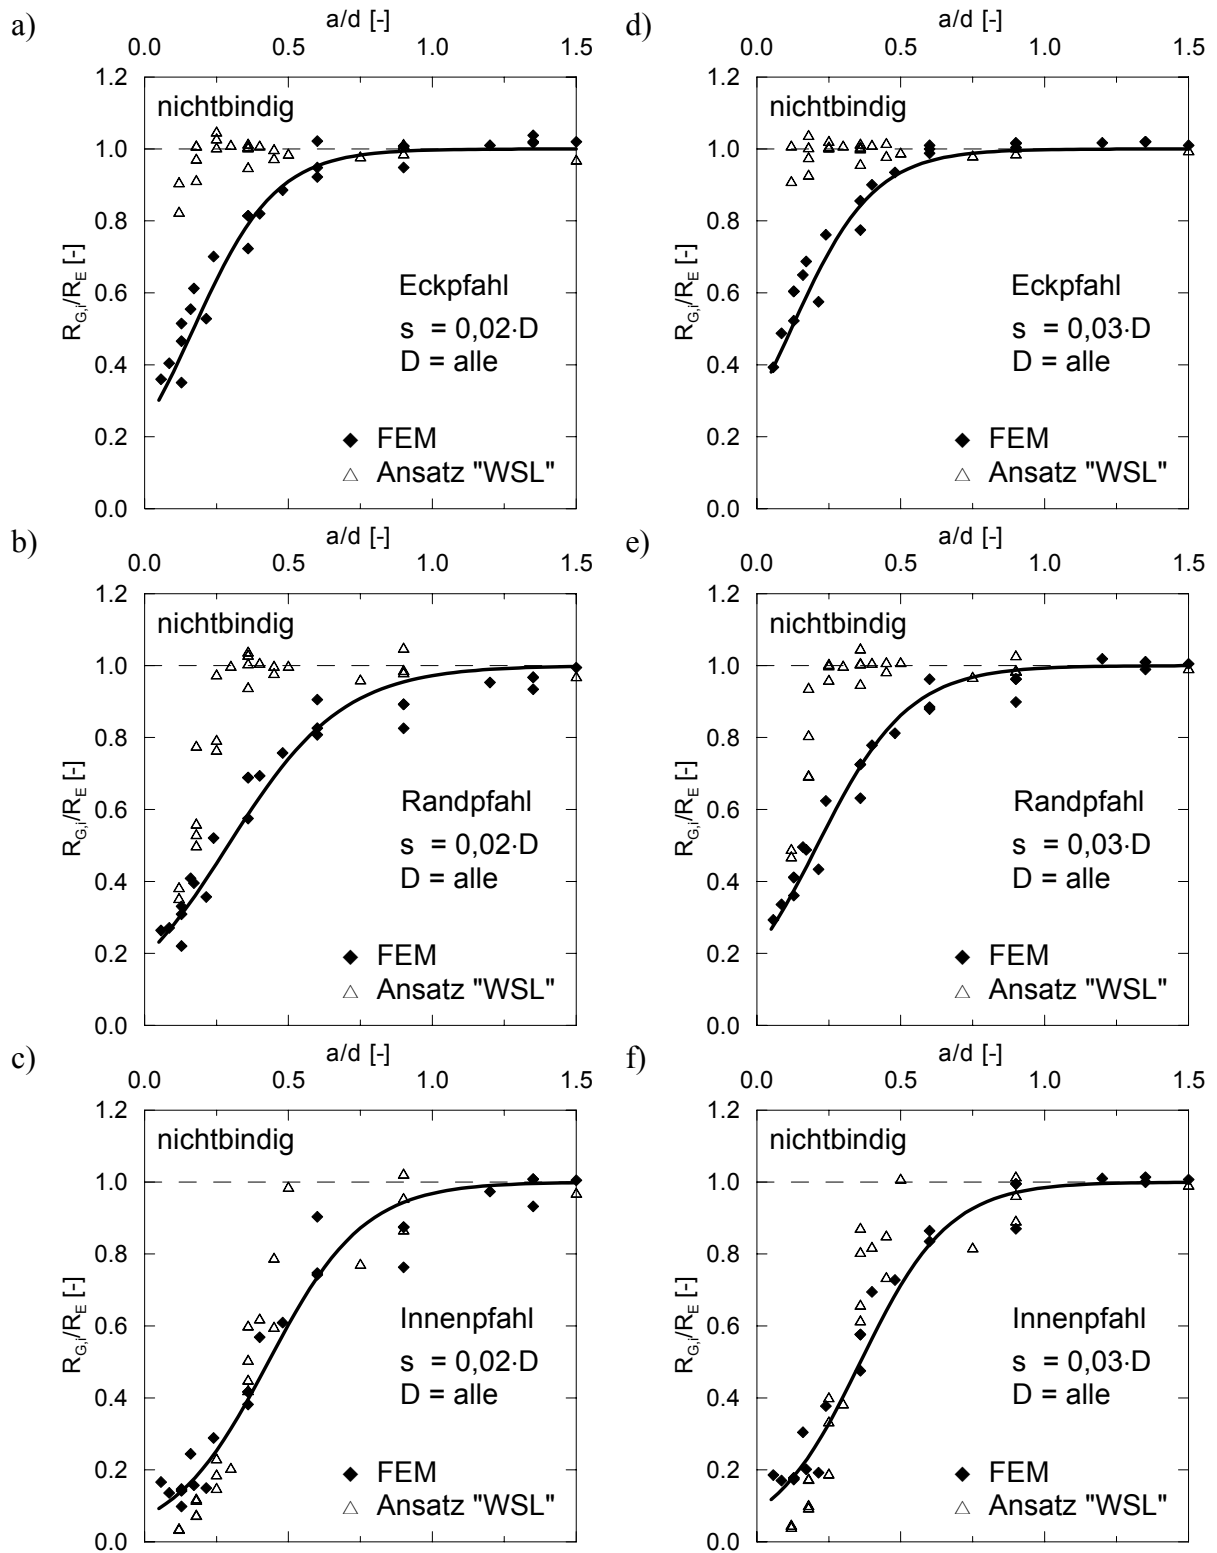 a)
a/d [-]
0.0 0.5 1.0 1.5
1.2
1.0
0.8
0.6
0.4
0.2
0.0
R_G,i/R_E [-]
nichtbindig
Eckpfahl
s = 0,02·D
D = alle
FEM
Ansatz "WSL"
d)
a/d [-]
0.0 0.5 1.0 1.5
1.2
1.0
0.8
0.6
0.4
0.2
0.0
R_G,i/R_E [-]
nichtbindig
Eckpfahl
s = 0,03·D
D = alle
FEM
Ansatz "WSL"
b)
a/d [-]
0.0 0.5 1.0 1.5
1.2
1.0
0.8
0.6
0.4
0.2
0.0
R_G,i/R_E [-]
nichtbindig
Randpfahl
s = 0,02·D
D = alle
FEM
Ansatz "WSL"
e)
a/d [-]
0.0 0.5 1.0 1.5
1.2
1.0
0.8
0.6
0.4
0.2
0.0
R_G,i/R_E [-]
nichtbindig
Randpfahl
s = 0,03·D
D = alle
FEM
Ansatz "WSL"
c)
a/d [-]
0.0 0.5 1.0 1.5
1.2
1.0
0.8
0.6
0.4
0.2
0.0
R_G,i/R_E [-]
nichtbindig
Innenpfahl
s = 0,02·D
D = alle
FEM
Ansatz "WSL"
f)
a/d [-]
0.0 0.5 1.0 1.5
1.2
1.0
0.8
0.6
0.4
0.2
0.0
R_G,i/R_E [-]
nichtbindig
Innenpfahl
s = 0,03·D
D = alle
FEM
Ansatz "WSL"